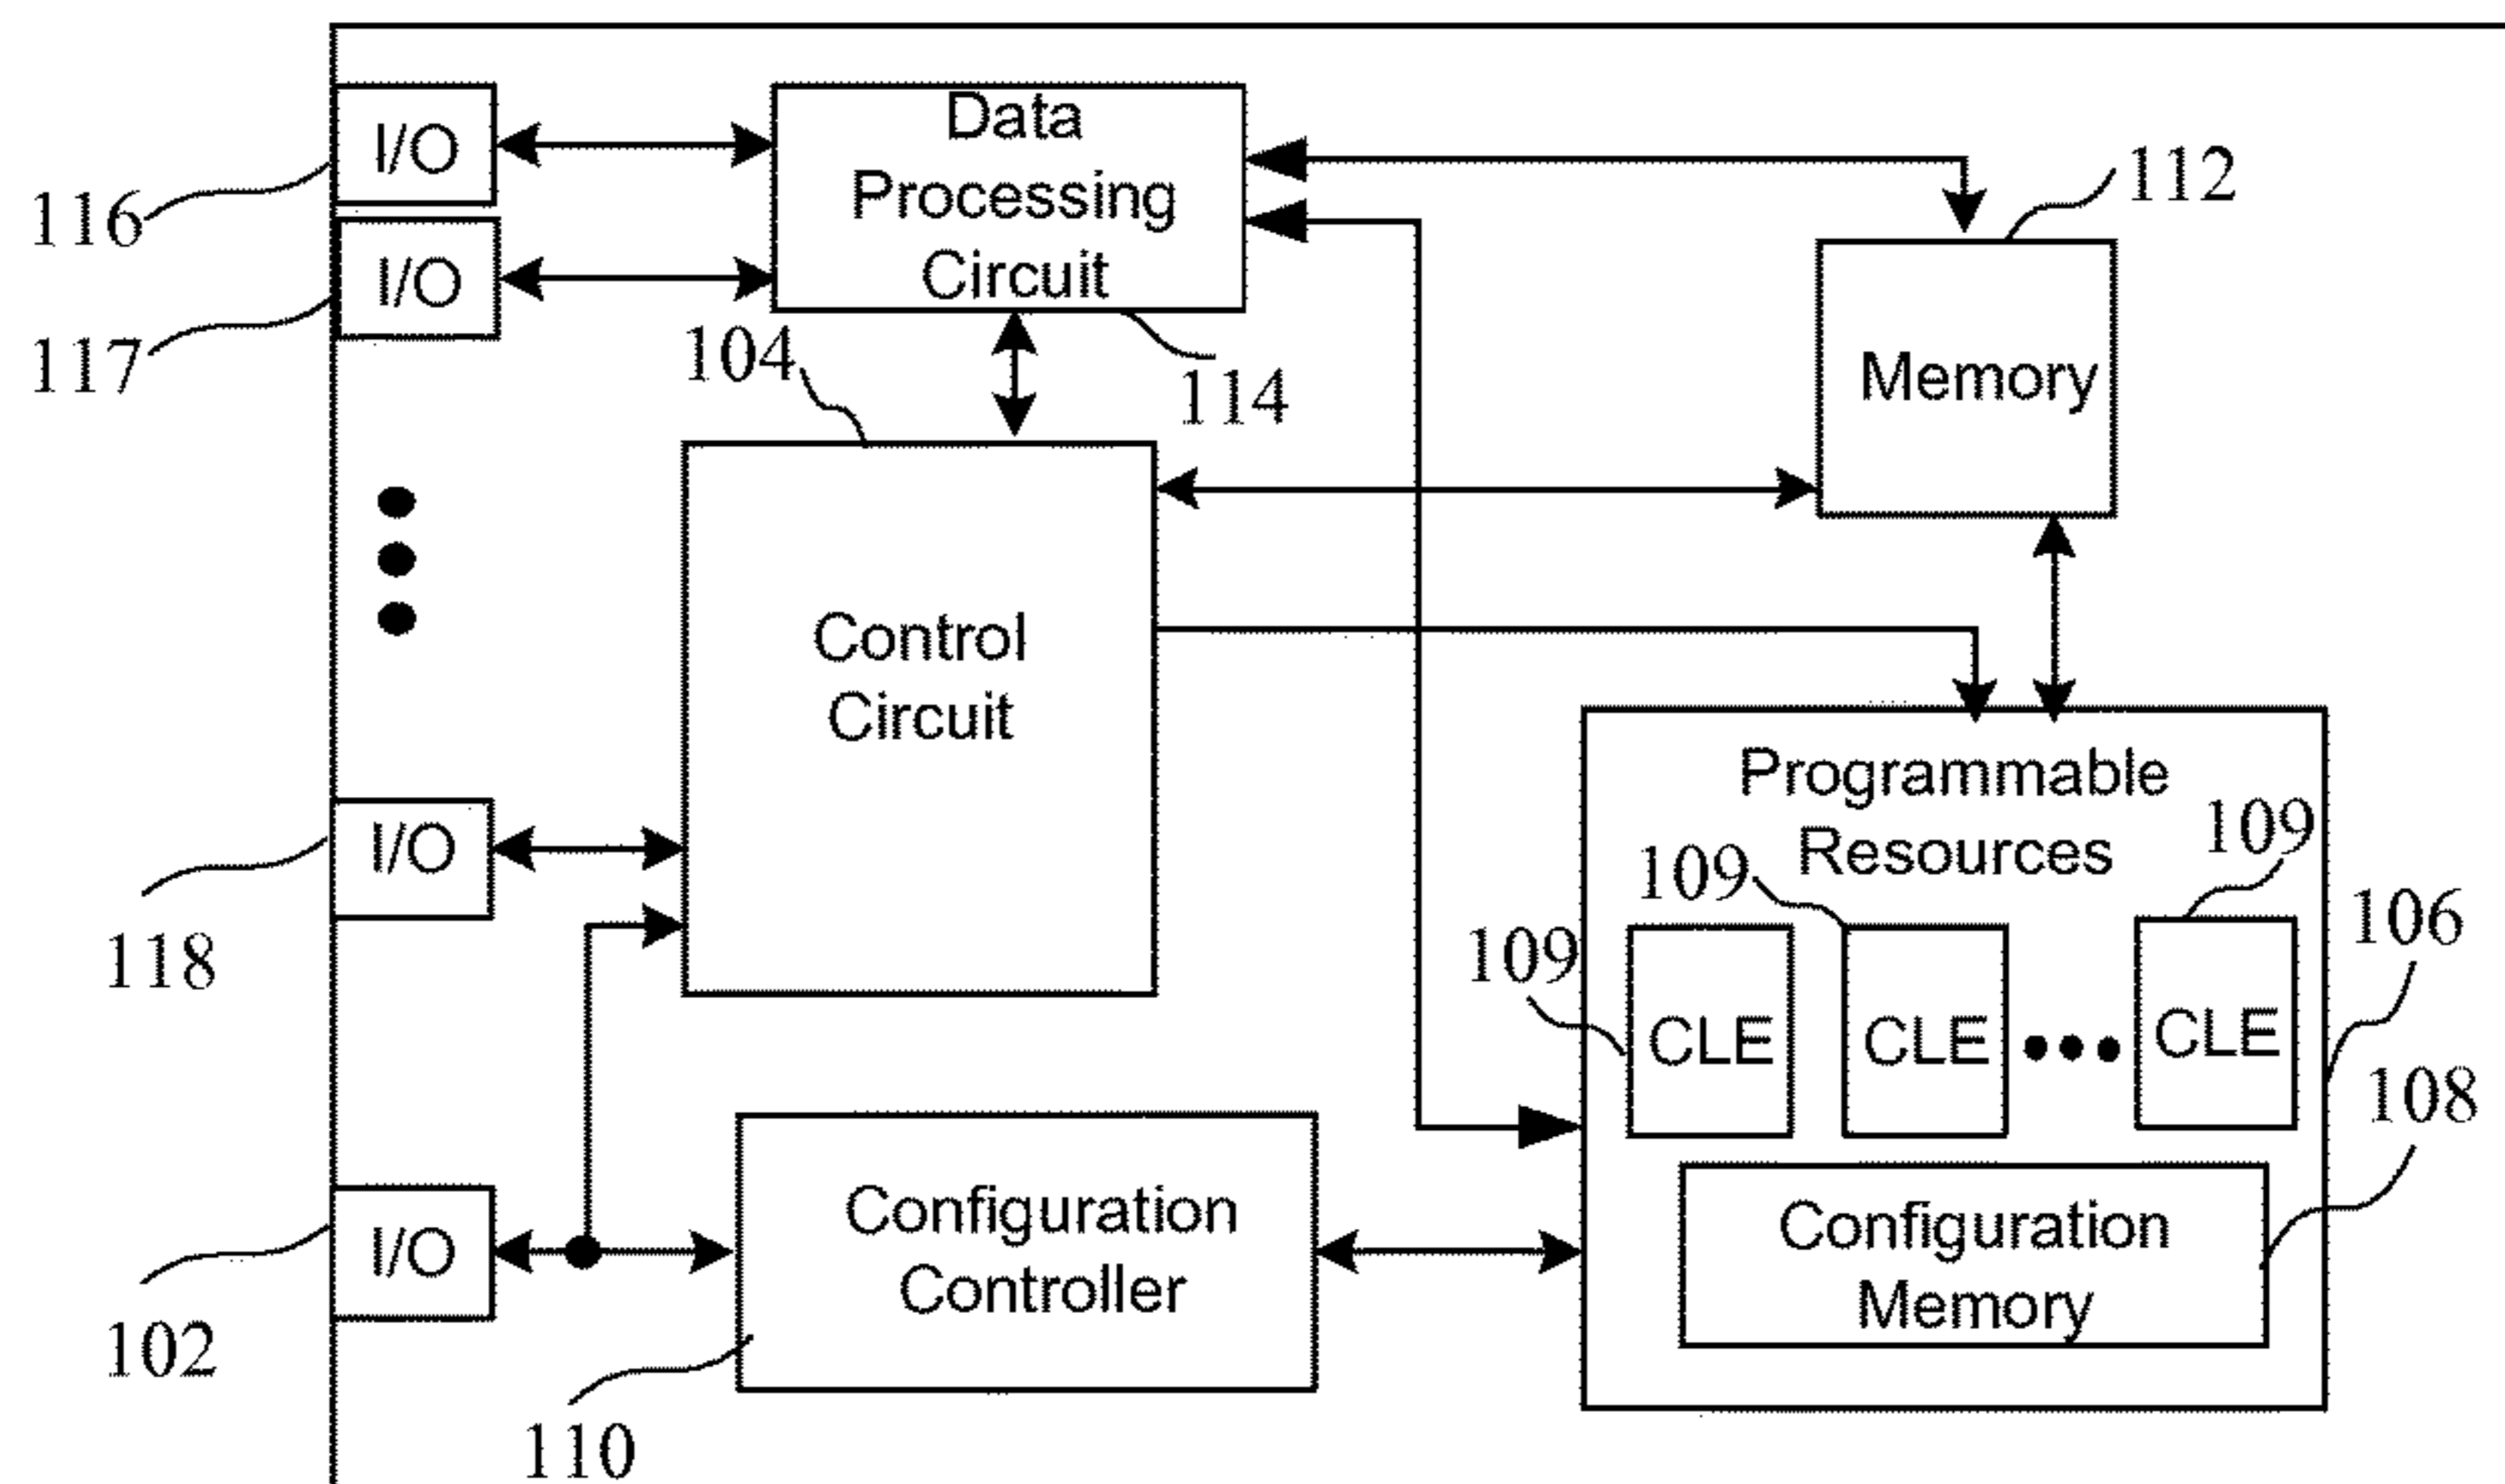 I/O
116
I/O
117
Data
Processing
Circuit
114
112
Memory
104
Control
Circuit
I/O
118
Programmable
Resources
109
109
109
106
CLE
CLE
CLE
108
Configuration
Memory
I/O
102
Configuration
Controller
110